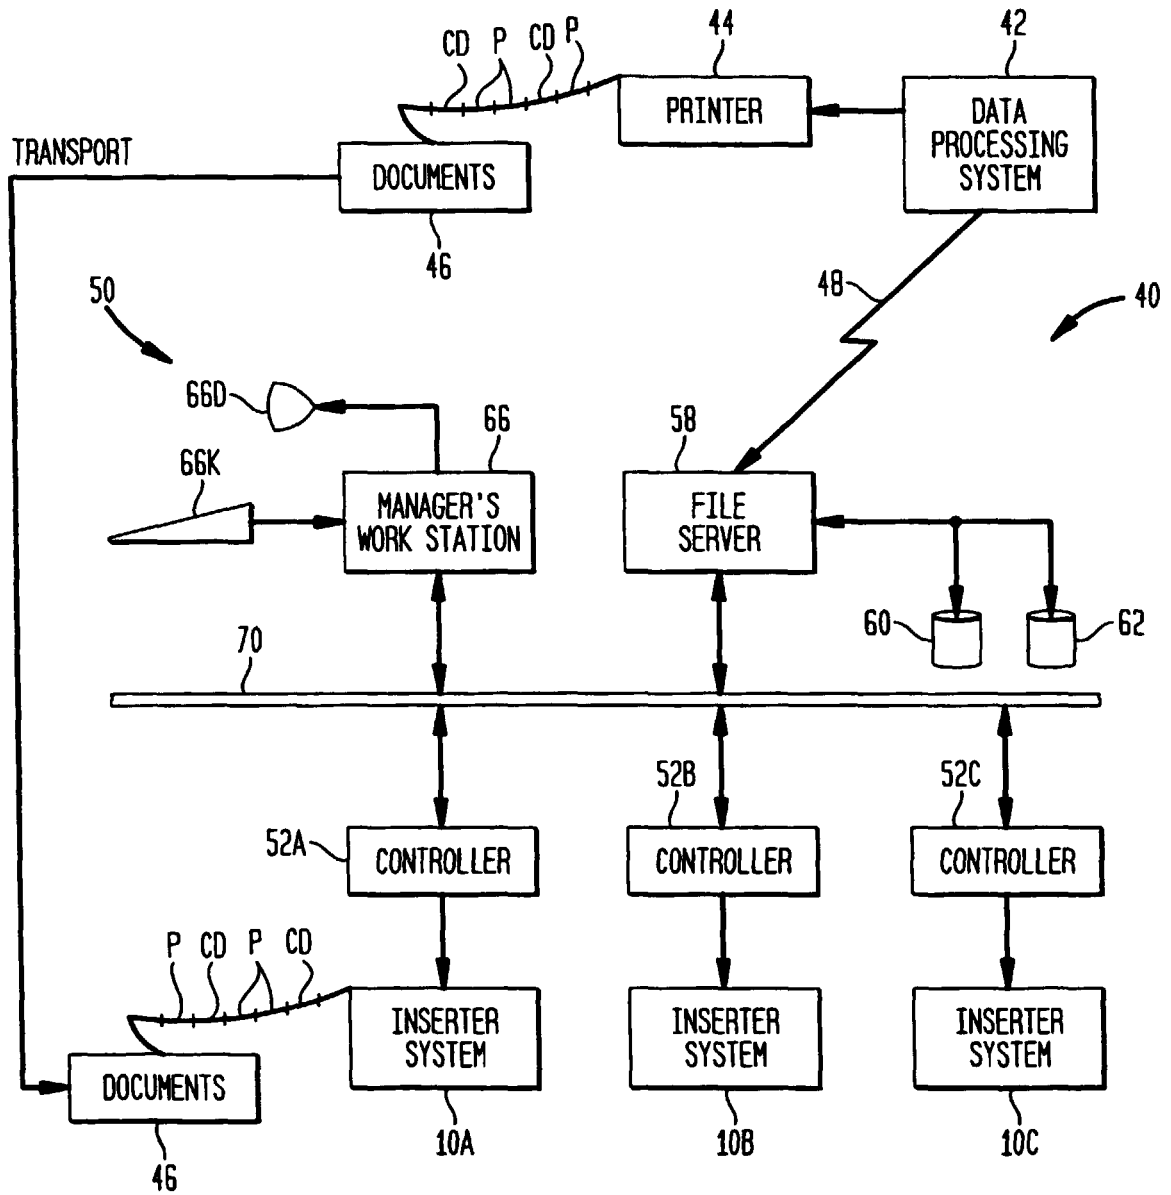 44
42
CD P CD P
PRINTER
DATA
PROCESSING
SYSTEM
TRANSPORT
DOCUMENTS
46
48
50
40
66D
66
58
66K
MANAGER'S
WORK STATION
FILE
SERVER
60
62
70
52B
52C
52A
CONTROLLER
CONTROLLER
CONTROLLER
P CD P CD
INSERTER
SYSTEM
INSERTER
SYSTEM
INSERTER
SYSTEM
DOCUMENTS
10A
10B
10C
46